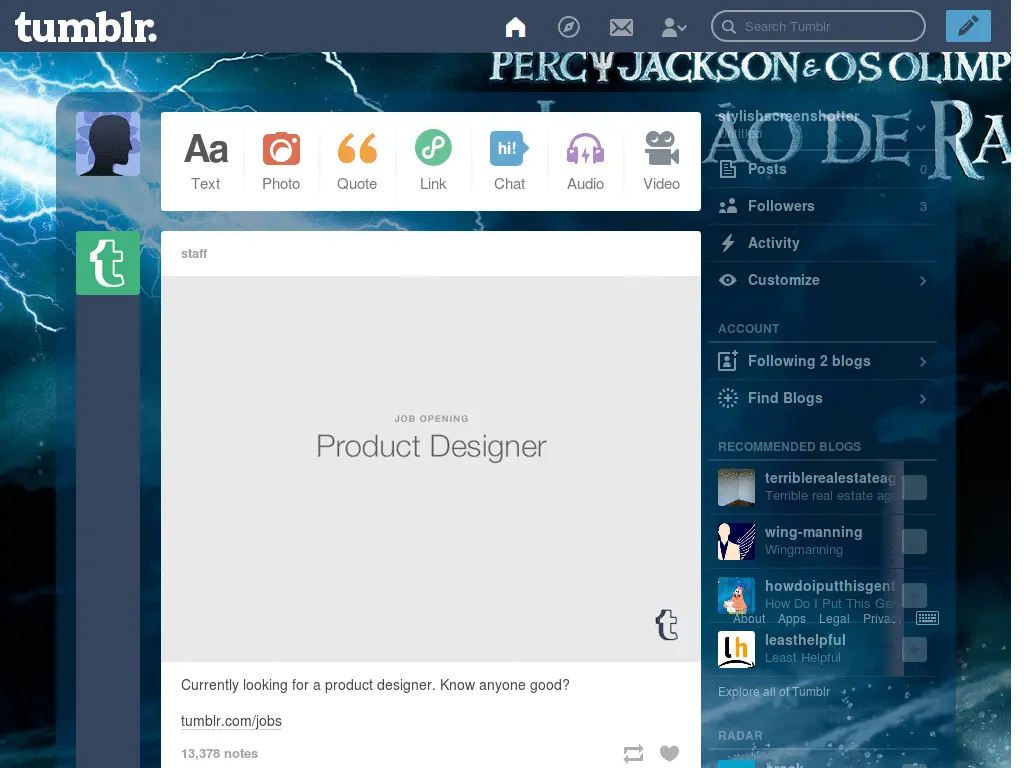 tumblr.
Search Tumblr
PERCY JACKSON & OS OLIMP
ÃO DE RA
Aa
hi!
Text
Photo
Quote
Link
Chat
Audio
Video
stylishscreenshotter
Untitled
Posts 0
Followers 3
Activity
Customize
ACCOUNT
Following 2 blogs
Find Blogs
RECOMMENDED BLOGS
terriblerealestateag
Terrible real estate ag
wing-manning
Wingmanning
howdoiputthisgent
How Do I Put This Ge
About Apps Legal Privac
lh
leasthelpful
Least Helpful
Explore all of Tumblr
RADAR
t
staff
JOB OPENING
Product Designer
t
Currently looking for a product designer. Know anyone good?
tumblr.com/jobs
13,378 notes